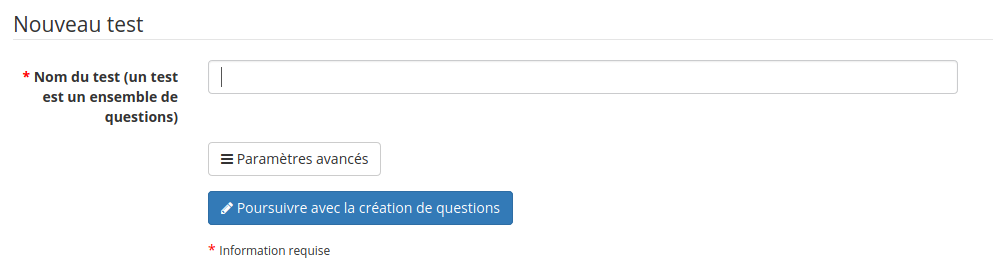 Nouveau test
* Nom du test (un test
est un ensemble de
questions)
Paramètres avancés
Poursuivre avec la création de questions
* Information requise